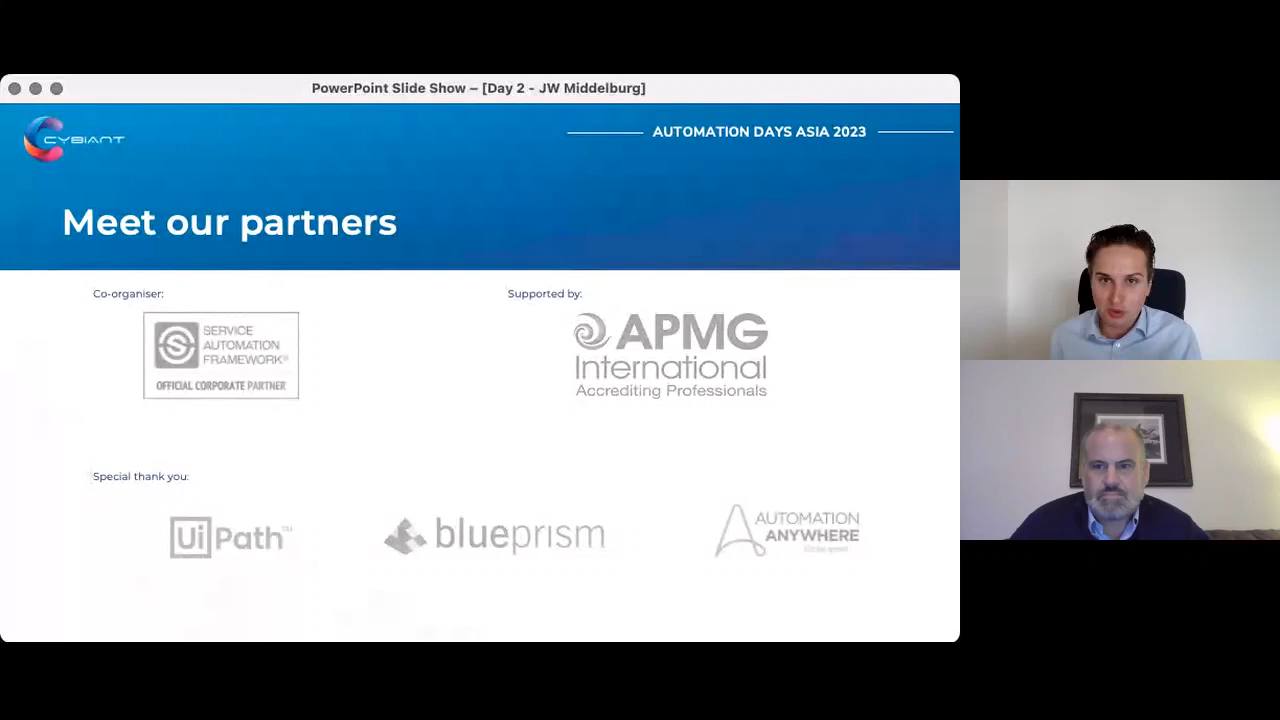 PowerPoint Slide Show – [Day 2 - JW Middelburg]
CYBIANT
AUTOMATION DAYS ASIA 2023
Meet our partners
Co-organiser:
Supported by:
SERVICE
AUTOMATION
FRAMEWORK®
OFFICIAL CORPORATE PARTNER
APMG
International
Accrediting Professionals
Special thank you:
UiPath™
blueprism
AUTOMATION
ANYWHERE